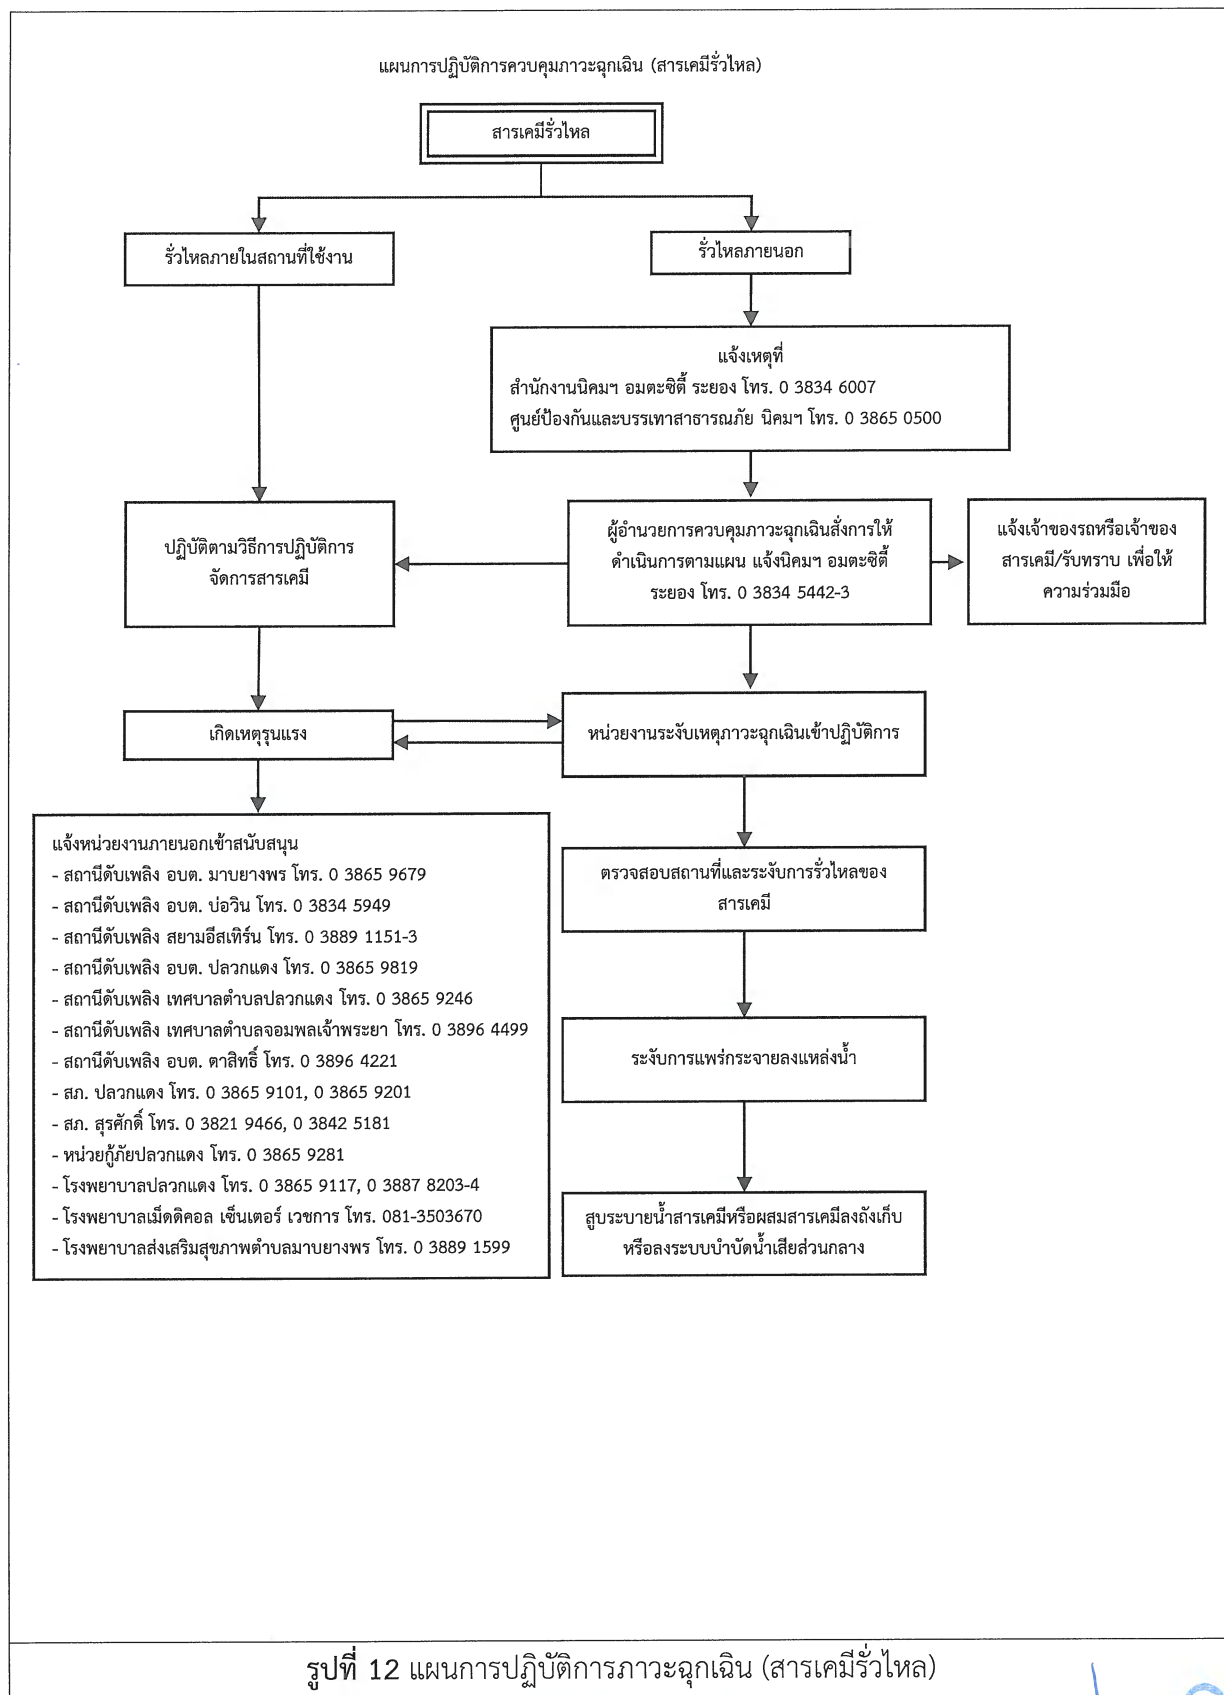 แผนการปฏิบัติการควบคุมภาวะฉุกเฉิน (สารเคมีรั่วไหล)
สารเคมีรั่วไหล
รั่วไหลภายในสถานที่ใช้งาน
รั่วไหลภายนอก
แจ้งเหตุที่
สำนักงานนิคมฯ อมตะซิตี้ ระยอง โทร. 0 3834 6007
ศูนย์ป้องกันและบรรเทาสาธารณภัย นิคมฯ โทร. 0 3865 0500
ปฏิบัติตามวิธีการปฏิบัติการ
จัดการสารเคมี
ผู้อำนวยการควบคุมภาวะฉุกเฉินสั่งการให้
ดำเนินการตามแผน แจ้งนิคมฯ อมตะซิตี้
ระยอง โทร. 0 3834 5442-3
แจ้งเจ้าของรถหรือเจ้าของ
สารเคมี/รับทราบ เพื่อให้
ความร่วมมือ
เกิดเหตุรุนแรง
หน่วยงานระงับเหตุภาวะฉุกเฉินเข้าปฏิบัติการ
แจ้งหน่วยงานภายนอกเข้าสนับสนุน
- สถานีดับเพลิง อบต. มาบยางพร โทร. 0 3865 9679
- สถานีดับเพลิง อบต. บ่อวิน โทร. 0 3834 5949
- สถานีดับเพลิง สยามอีสเทิร์น โทร. 0 3889 1151-3
- สถานีดับเพลิง อบต. ปลวกแดง โทร. 0 3865 9819
- สถานีดับเพลิง เทศบาลตำบลปลวกแดง โทร. 0 3865 9246
- สถานีดับเพลิง เทศบาลตำบลจอมพลเจ้าพระยา โทร. 0 3896 4499
- สถานีดับเพลิง อบต. ตาสิทธิ์ โทร. 0 3896 4221
- สภ. ปลวกแดง โทร. 0 3865 9101, 0 3865 9201
- สภ. สุรศักดิ์ โทร. 0 3821 9466, 0 3842 5181
- หน่วยกู้ภัยปลวกแดง โทร. 0 3865 9281
- โรงพยาบาลปลวกแดง โทร. 0 3865 9117, 0 3887 8203-4
- โรงพยาบาลเม็ดดิคอล เซ็นเตอร์ เวชการ โทร. 081-3503670
- โรงพยาบาลส่งเสริมสุขภาพตำบลมาบยางพร โทร. 0 3889 1599
ตรวจสอบสถานที่และระงับการรั่วไหลของ
สารเคมี
ระงับการแพร่กระจายลงแหล่งน้ำ
สูบระบายน้ำสารเคมีหรือผสมสารเคมีลงถังเก็บ
หรือลงระบบบำบัดน้ำเสียส่วนกลาง
รูปที่ 12 แผนการปฏิบัติการภาวะฉุกเฉิน (สารเคมีรั่วไหล)